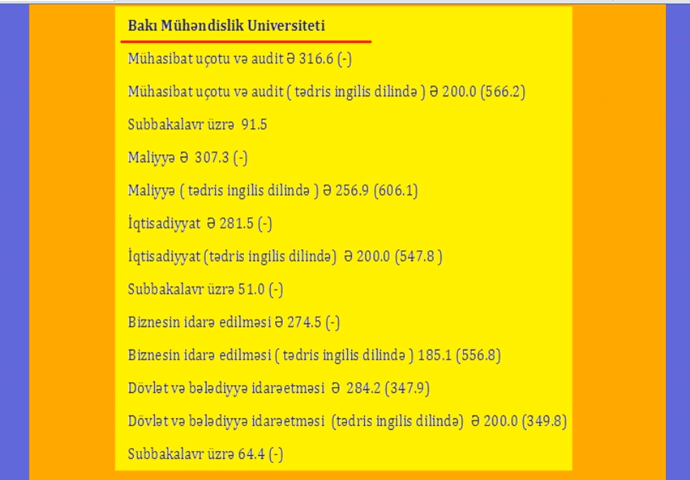 Bakı Mühəndislik Universiteti
Mühasibat uçotu və audit Ə 316.6 (-)
Mühasibat uçotu və audit ( tədris ingilis dilində ) Ə 200.0 (566.2)
Subbakalavr üzrə 91.5
Maliyyə Ə 307.3 (-)
Maliyyə ( tədris ingilis dilində ) Ə 256.9 (606.1)
İqtisadiyyat Ə 281.5 (-)
İqtisadiyyat (tədris ingilis dilində) Ə 200.0 (547.8 )
Subbakalavr üzrə 51.0 (-)
Biznesin idarə edilməsi Ə 274.5 (-)
Biznesin idarə edilməsi ( tədris ingilis dilində ) 185.1 (556.8)
Dövlət və bələdiyyə idarəetməsi Ə 284.2 (347.9)
Dövlət və bələdiyyə idarəetməsi (tədris ingilis dilində) Ə 200.0 (349.8)
Subbakalavr üzrə 64.4 (-)